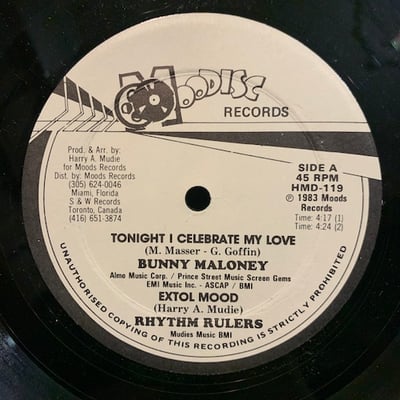 MOODISC
RECORDS
Prod. & Arr. by:
Harry A. Mudie
for Moods Records
Dist. by: Moods Records
(305) 624-0046
Miami, Florida
S & W Records
Toronto, Canada
(416) 651-3874
SIDE A
45 RPM
HMD-119
℗ 1983 Moods
Records
Time: 4:17 (1)
Time: 4:24 (2)
TONIGHT I CELEBRATE MY LOVE
(M. Masser - G. Goffin)
BUNNY MALONEY
Almo Music Corp. / Prince Street Music Screen Gems
EMI Music Inc. - ASCAP / BMI
EXTOL MOOD
(Harry A. Mudie)
RHYTHM RULERS
Mudies Music BMI
UNAUTHORISED COPYING OF THIS RECORDING IS STRICTLY PROHIBITED